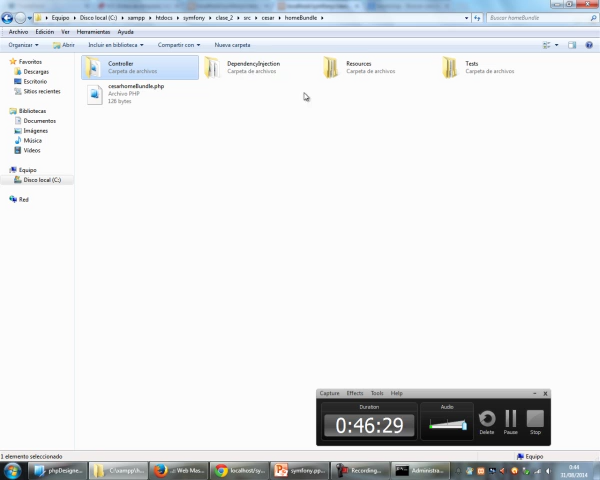 Equipo ▸ Disco local (C:) ▸ xampp ▸ htdocs ▸ symfony ▸ clase_2 ▸ src ▸ cesar ▸ homeBundle ▸
Buscar homeBundle
Archivo Edición Ver Herramientas Ayuda
Organizar Abrir Incluir en biblioteca Compartir con Nueva carpeta
Favoritos
Descargas
Escritorio
Sitios recientes
Bibliotecas
Documentos
Imágenes
Música
Vídeos
Equipo
Disco local (C:)
Red
Controller
Carpeta de archivos
DependencyInjection
Carpeta de archivos
Resources
Carpeta de archivos
Tests
Carpeta de archivos
cesarhomeBundle.php
Archivo PHP
126 bytes
Capture Effects Tools Help
Duration
0:46:29
Audio
Delete
Pause
Stop
1 elemento seleccionado
Equipo
phpDesigne...
C:\xampp\h...
Web Mas...
localhost/sy...
symfony.pp...
Recording...
Administra...
0:44
31/08/2014